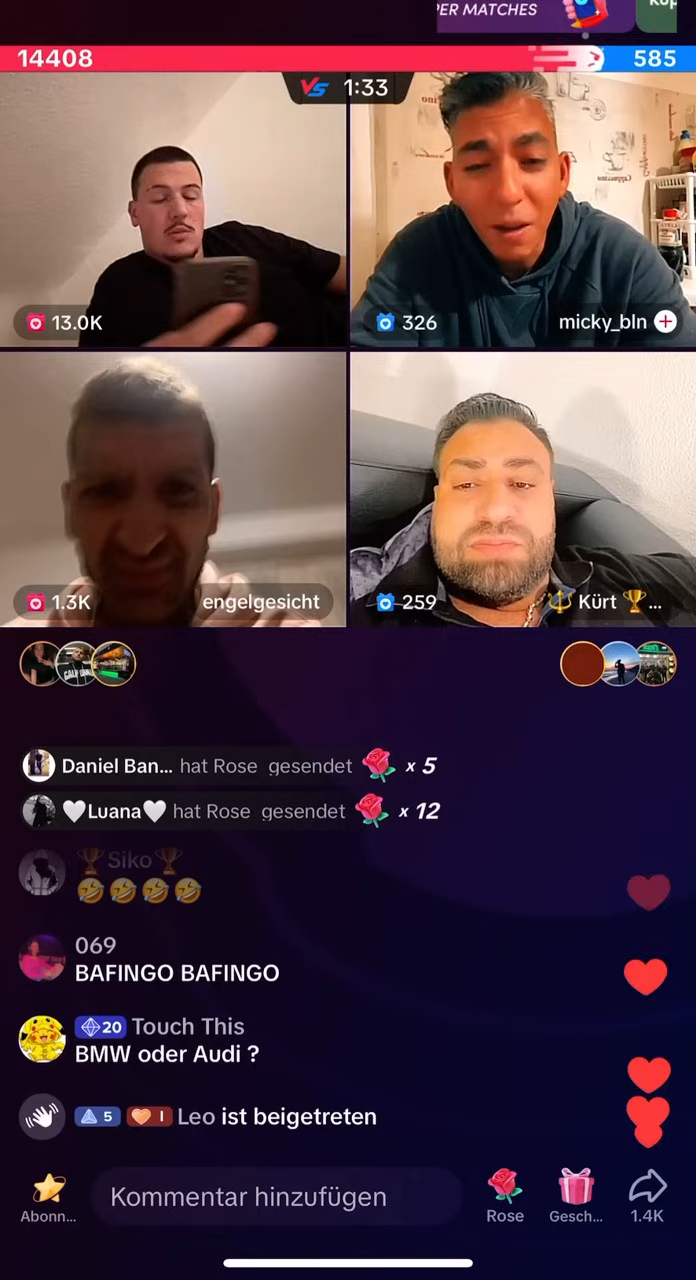 ER MATCHES
14408
585
VS 1:33
13.0K
326
micky_bln
1.3K
engelgesicht
259
Kürt 🏆...
Daniel Ban... hat Rose gesendet x 5
🤍Luana🤍 hat Rose gesendet x 12
🏆Siko🏆
🤣🤣🤣🤣
069
BAFINGO BAFINGO
20 Touch This
BMW oder Audi ?
5 I Leo ist beigetreten
Kommentar hinzufügen
Abonn...
Rose
Gesch...
1.4K